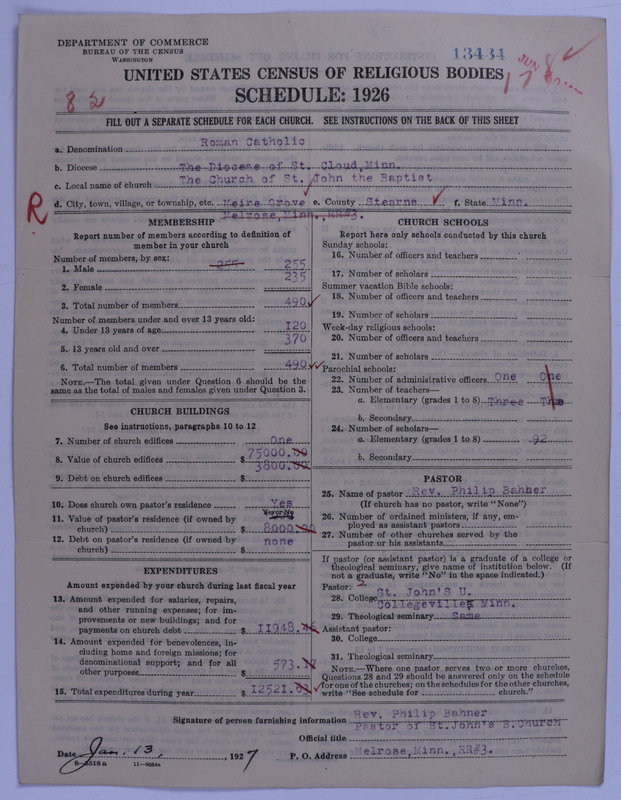 DEPARTMENT OF COMMERCE
BUREAU OF THE CENSUS
WASHINGTON
13434
JUN
17
UNITED STATES CENSUS OF RELIGIOUS BODIES
SCHEDULE: 1926
8 2
FILL OUT A SEPARATE SCHEDULE FOR EACH CHURCH. SEE INSTRUCTIONS ON THE BACK OF THIS SHEET
a. Denomination Roman Catholic
b. Diocese The Diocese of St. Cloud, Minn.
c. Local name of church The Church of St. John the Baptist
d. City, town, village, or township, etc. Meire Grove e. County Stearns f. State Minn.
R
Melrose, Minn., RR#3.
MEMBERSHIP
Report number of members according to definition of
member in your church
Number of members, by sex:
1. Male 255 255
2. Female 235
3. Total number of members 490
Number of members under and over 13 years old:
4. Under 13 years of age 120
5. 13 years old and over 370
6. Total number of members 490
NOTE.—The total given under Question 6 should be the
same as the total of males and females given under Question 3.
CHURCH BUILDINGS
See instructions, paragraphs 10 to 12
7. Number of church edifices One
8. Value of church edifices $ 75000.00
9. Debt on church edifices $ 3800.00
10. Does church own pastor's residence Yes
11. Value of pastor's residence (if owned by
church) $ 8000.00
12. Debt on pastor's residence (if owned by
church) $ none
EXPENDITURES
Amount expended by your church during last fiscal year
13. Amount expended for salaries, repairs,
and other running expenses; for im-
provements or new buildings; and for
payments on church debt $ 11948.
14. Amount expended for benevolences, in-
cluding home and foreign missions; for
denominational support; and for all
other purposes $ 573.
15. Total expenditures during year $ 12521.
CHURCH SCHOOLS
Report here only schools conducted by this church
Sunday schools:
16. Number of officers and teachers
17. Number of scholars
Summer vacation Bible schools:
18. Number of officers and teachers
19. Number of scholars
Week-day religious schools:
20. Number of officers and teachers
21. Number of scholars
Parochial schools:
22. Number of administrative officers One One
23. Number of teachers—
a. Elementary (grades 1 to 8) Three
b. Secondary
24. Number of scholars—
a. Elementary (grades 1 to 8) 92
b. Secondary
PASTOR
25. Name of pastor Rev. Philip Bahner
(If church has no pastor, write "None")
26. Number of ordained ministers, if any, em-
ployed as assistant pastors
27. Number of other churches served by the
pastor or his assistants
If pastor (or assistant pastor) is a graduate of a college or
theological seminary, give name of institution below. (If
not a graduate, write "No" in the space indicated.)
Pastor: 2
28. College St. John'S U.
Collegeville, Minn.
29. Theological seminary Same
Assistant pastor:
30. College
31. Theological seminary
NOTE.—Where one pastor serves two or more churches,
Questions 28 and 29 should be answered only on the schedule
for one of the churches; on the schedules for the other churches,
write "See schedule for church."
Signature of person furnishing information Rev. Philip Bahner
Official title Pastor of St.John's B.Church
Date Jan. 13, 1927 P. O. Address Melrose, Minn., RR#3.
8-5518a 11-9684a